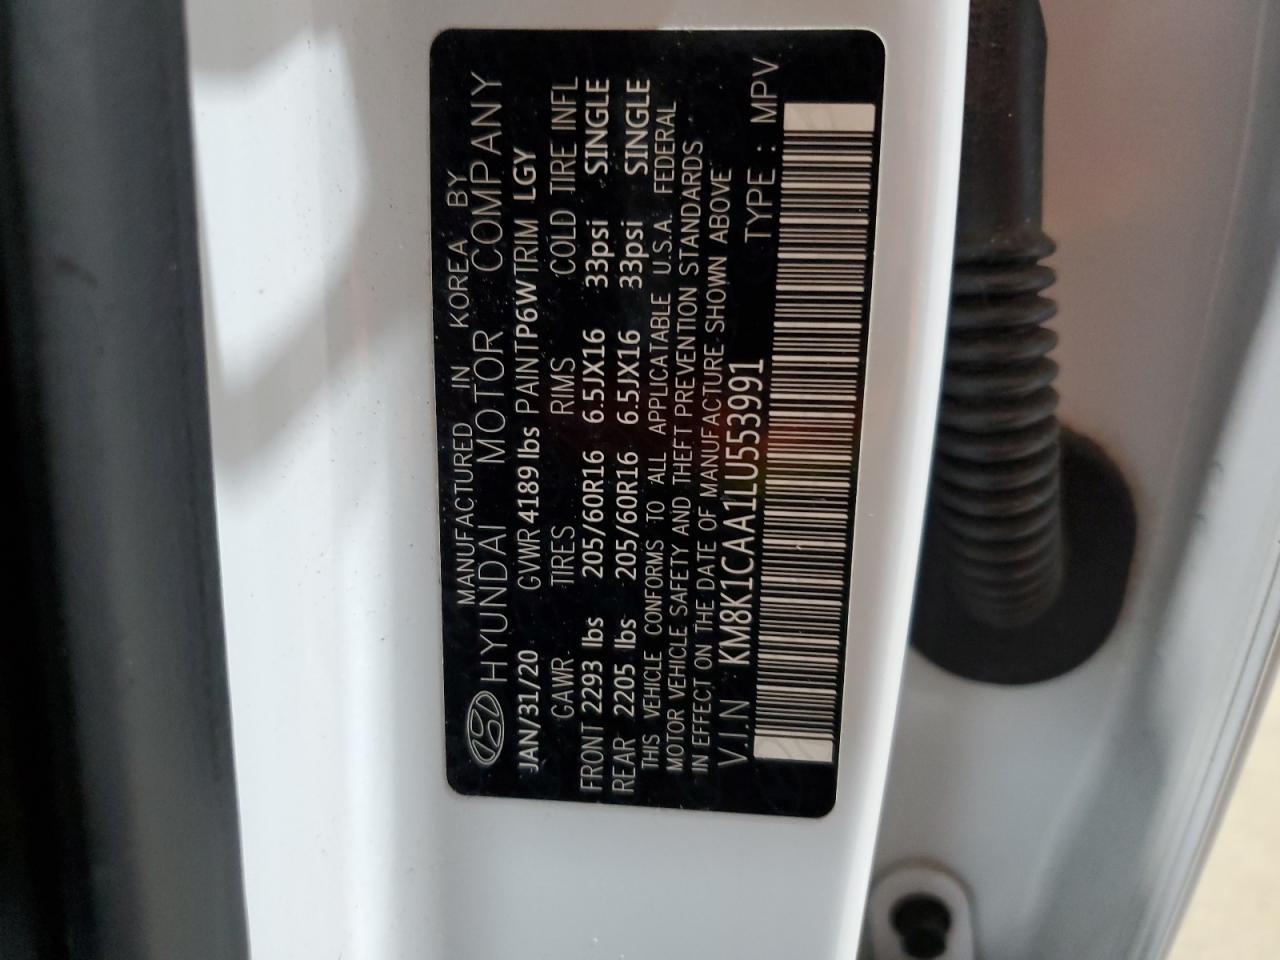 MANUFACTURED IN KOREA BY
HYUNDAI MOTOR COMPANY
JAN/31/20 GVWR 4189 lbs PAINT P6W TRIM LGY
GAWR TIRES RIMS COLD TIRE INFL
FRONT 2293 lbs 205/60R16 6.5JX16 33psi SINGLE
REAR 2205 lbs 205/60R16 6.5JX16 33psi SINGLE
THIS VEHICLE CONFORMS TO ALL APPLICATABLE U.S.A. FEDERAL
MOTOR VEHICLE SAFETY AND THEFT PREVENTION STANDARDS
IN EFFECT ON THE DATE OF MANUFACTURE SHOWN ABOVE
V.I.N KM8K1CAA1LU553991 TYPE : MPV